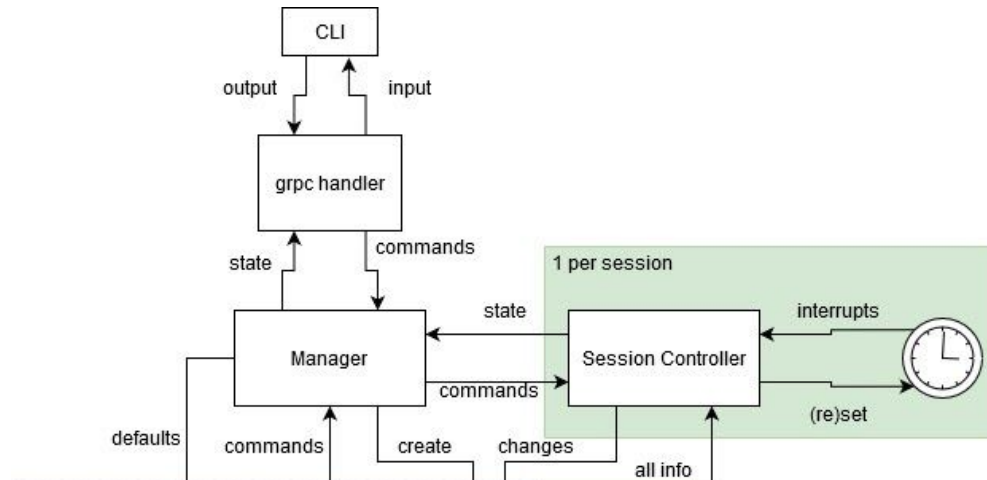 CLI
output
input
grpc handler
commands
state
1 per session
state
interrupts
Manager
Session Controller
commands
(re)set
defaults
commands
create
changes
all info